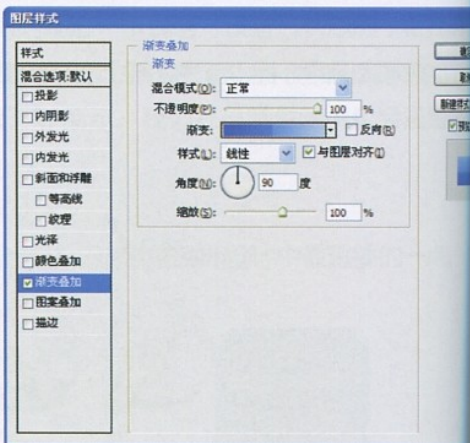 图层样式
样式
混合选项:默认
投影
内阴影
外发光
内发光
斜面和浮雕
等高线
纹理
光泽
颜色叠加
渐变叠加
图案叠加
描边
渐变叠加
渐变
混合模式(O): 正常
不透明度(P): 100 %
渐变: 反向(R)
样式(L): 线性 与图层对齐(I)
角度(N): 90 度
缩放(S): 100 %